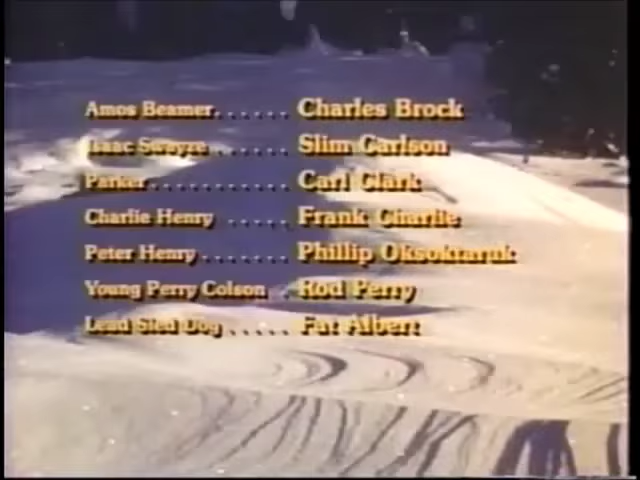 Amos Beamer...... Charles Brock
Isaac Swayze....... Slim Carlson
Parker........... Carl Clark
Charlie Henry ..... Frank Charlie
Peter Henry....... Phillip Oksoktaruk
Young Perry Colson . Rod Perry
Lead Sled Dog ..... Fat Albert